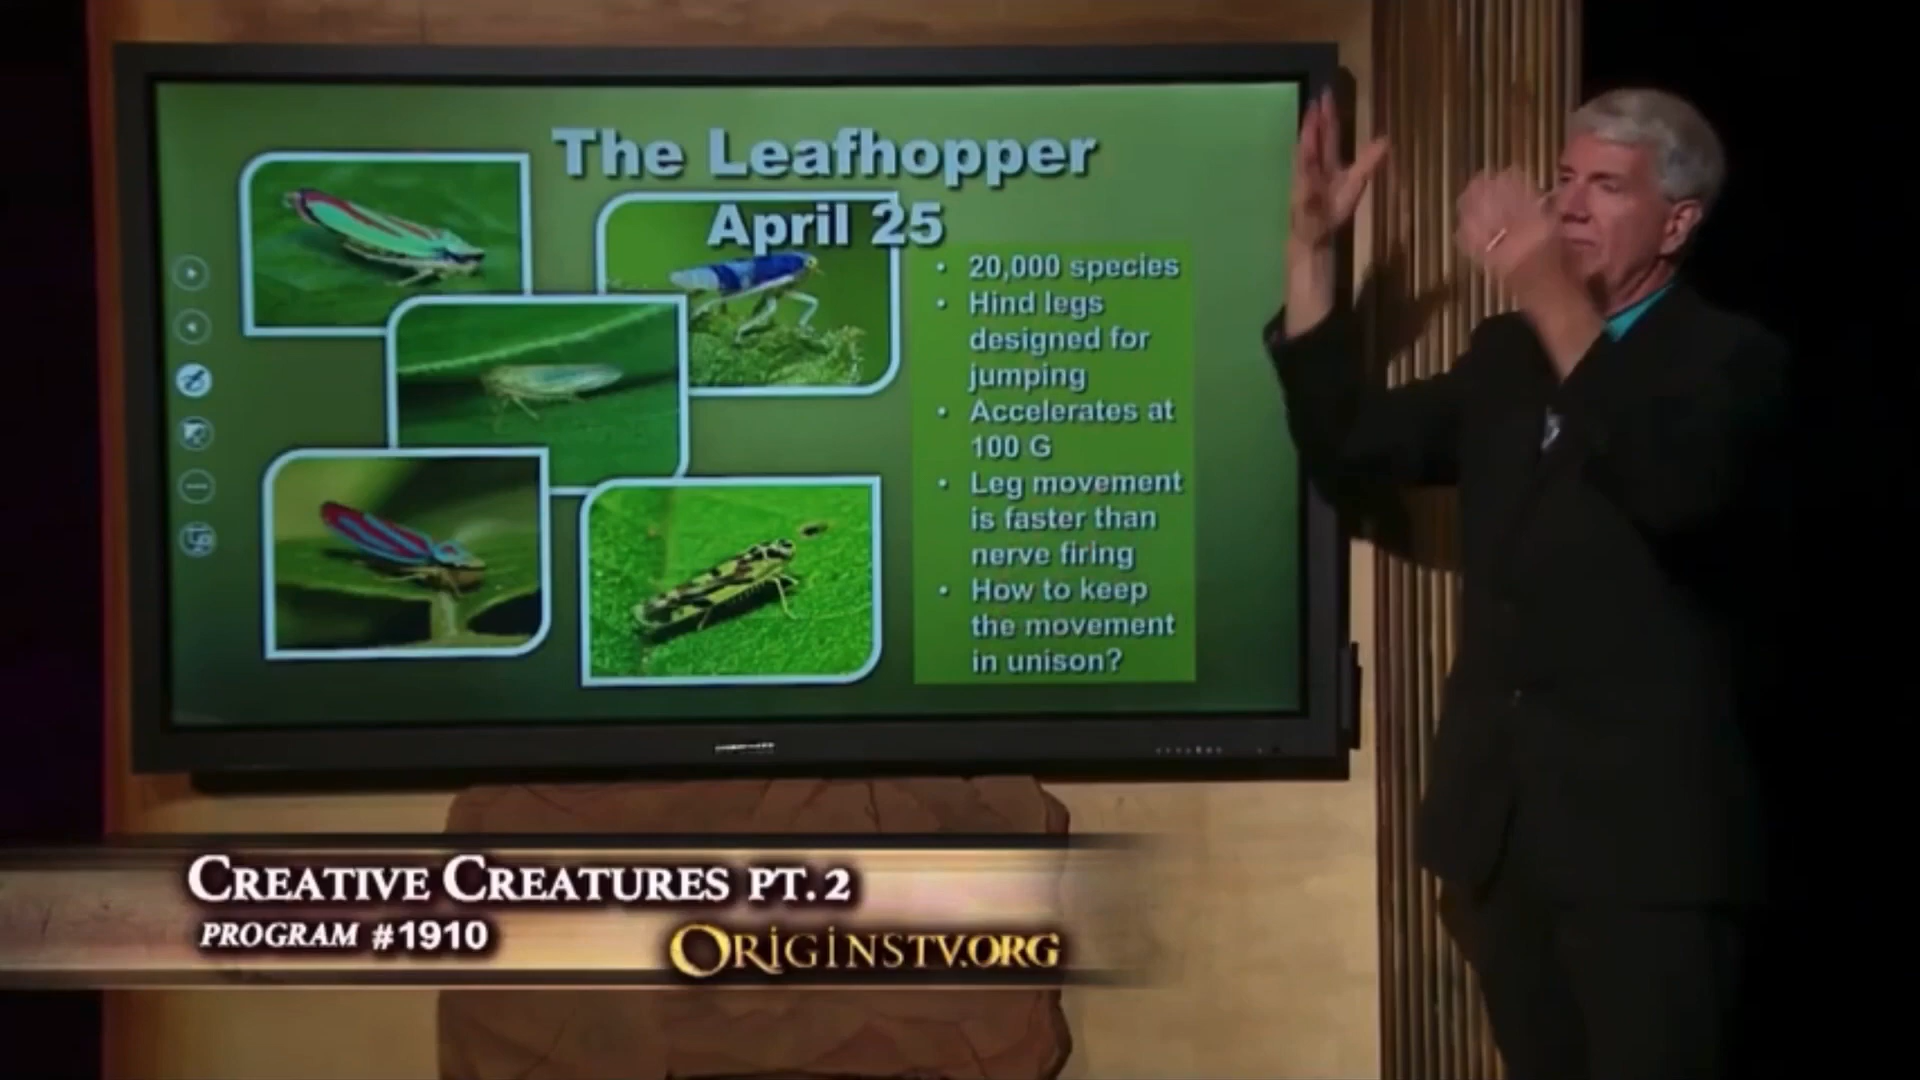 The Leafhopper
April 25
• 20,000 species
• Hind legs
designed for
jumping
• Accelerates at
100 G
• Leg movement
is faster than
nerve firing
• How to keep
the movement
in unison?
CREATIVE CREATURES PT. 2
PROGRAM #1910
ORIGINSTV.ORG